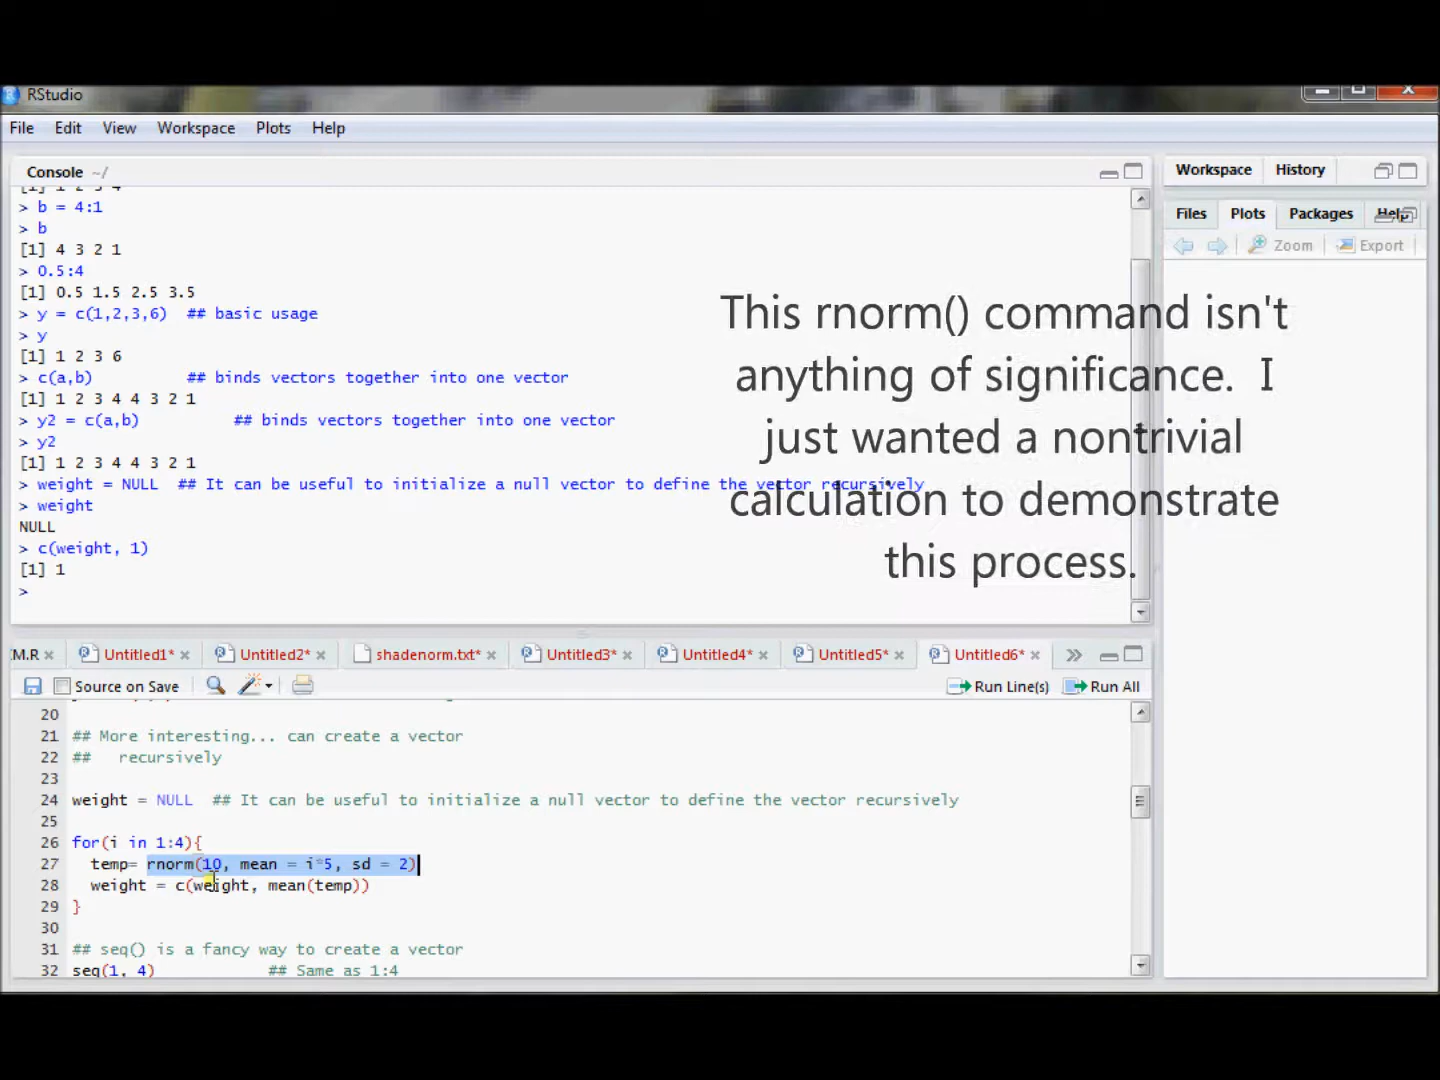 RStudio
File Edit View Workspace Plots Help
Console ~/
[1] 1 2 3 4
> b = 4:1
> b
[1] 4 3 2 1
> 0.5:4
[1] 0.5 1.5 2.5 3.5
> y = c(1,2,3,6)  ## basic usage
> y
[1] 1 2 3 6
> c(a,b)          ## binds vectors together into one vector
[1] 1 2 3 4 4 3 2 1
> y2 = c(a,b)          ## binds vectors together into one vector
> y2
[1] 1 2 3 4 4 3 2 1
> weight = NULL  ## It can be useful to initialize a null vector to define the vector recursively
> weight
NULL
> c(weight, 1)
[1] 1
>
Workspace History
Files Plots Packages Help
Zoom Export
This rnorm() command isn't
anything of significance.  I
just wanted a nontrivial
calculation to demonstrate
this process.
M.R Untitled1* Untitled2* shadenorm.txt* Untitled3* Untitled4* Untitled5* Untitled6*
Source on Save Run Line(s) Run All
20
21 ## More interesting... can create a vector
22 ##   recursively
23
24 weight = NULL  ## It can be useful to initialize a null vector to define the vector recursively
25
26 for(i in 1:4){
27   temp= rnorm(10, mean = i*5, sd = 2)
28   weight = c(weight, mean(temp))
29 }
30
31 ## seq() is a fancy way to create a vector
32 seq(1, 4)            ## Same as 1:4